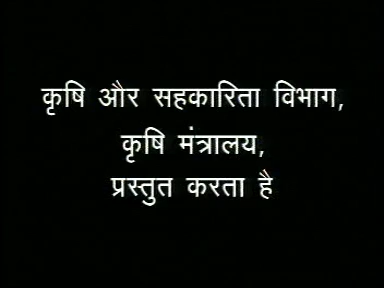 कृषि और सहकारिता विभाग,
कृषि मंत्रालय,
प्रस्तुत करता है